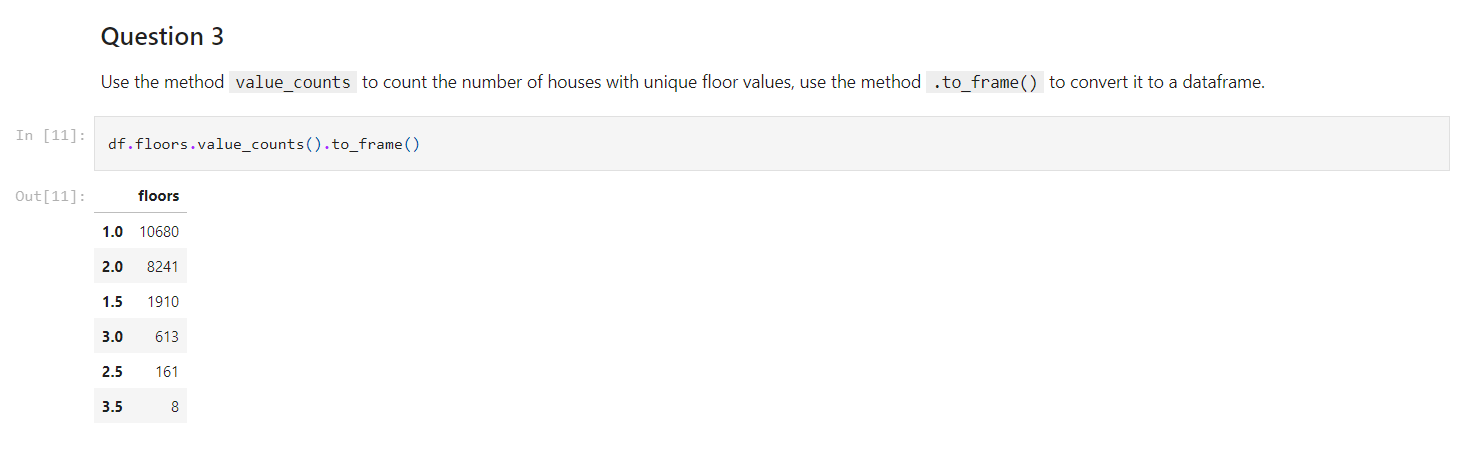 Question 3
Use the method value_counts to count the number of houses with unique floor values, use the method .to_frame() to convert it to a dataframe.
In [11]:
df.floors.value_counts().to_frame()
Out[11]:
floors
1.0 10680
2.0 8241
1.5 1910
3.0 613
2.5 161
3.5 8